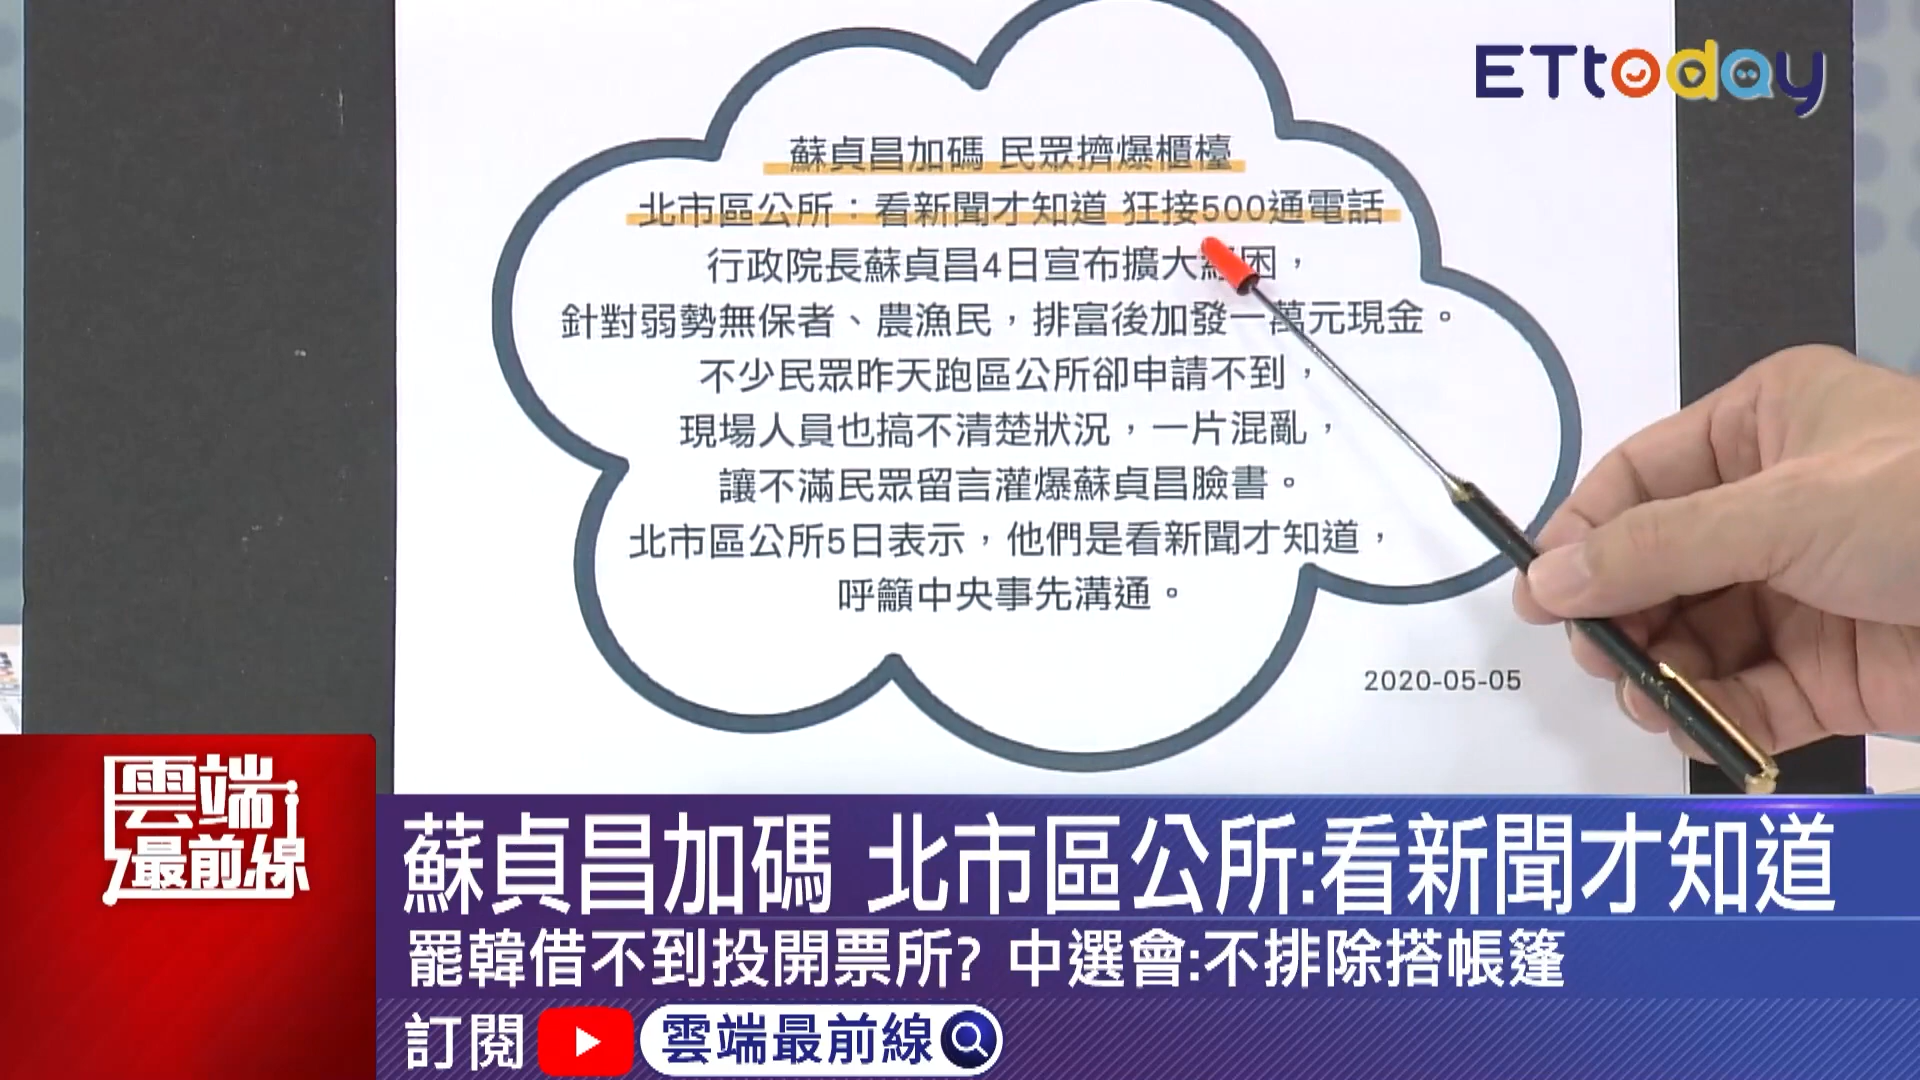 ETtoday
蘇貞昌加碼 民眾擠爆櫃檯
北市區公所：看新聞才知道 狂接500通電話
行政院長蘇貞昌4日宣布擴大紓困，
針對弱勢無保者、農漁民，排富後加發一萬元現金。
不少民眾昨天跑區公所卻申請不到，
現場人員也搞不清楚狀況，一片混亂，
讓不滿民眾留言灌爆蘇貞昌臉書。
北市區公所5日表示，他們是看新聞才知道，
呼籲中央事先溝通。
2020-05-05
雲端
最前線
蘇貞昌加碼 北市區公所:看新聞才知道
罷韓借不到投開票所? 中選會:不排除搭帳篷
訂閱 雲端最前線